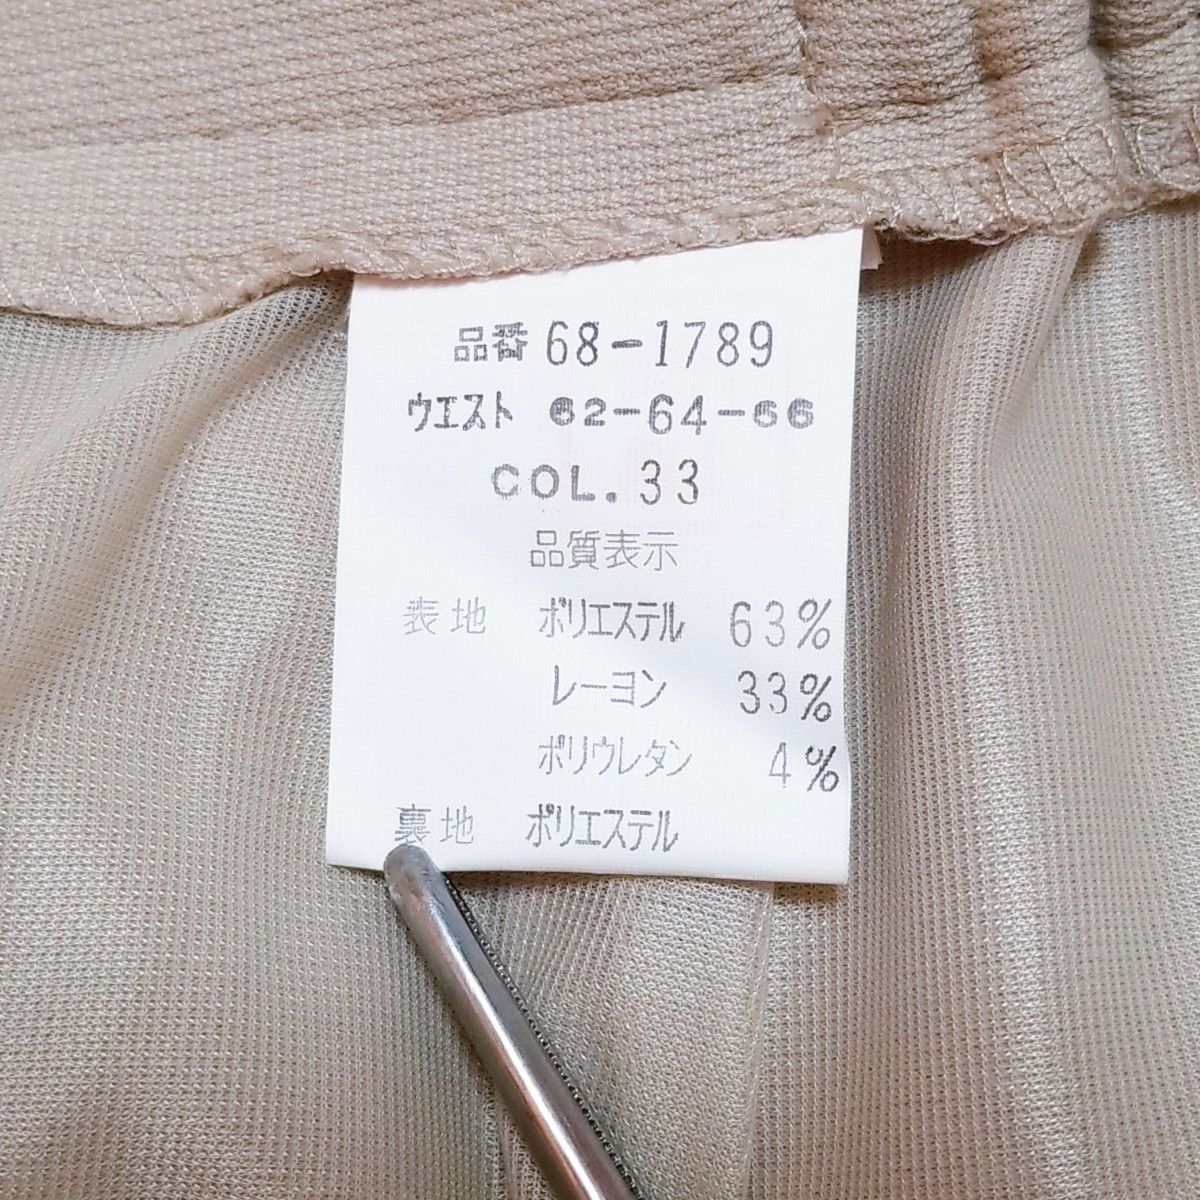 品番 68-1789
ウエスト 62-64-66
COL.33
品質表示
表地 ポリエステル 63%
レーヨン 33%
ポリウレタン 4%
裏地 ポリエステル